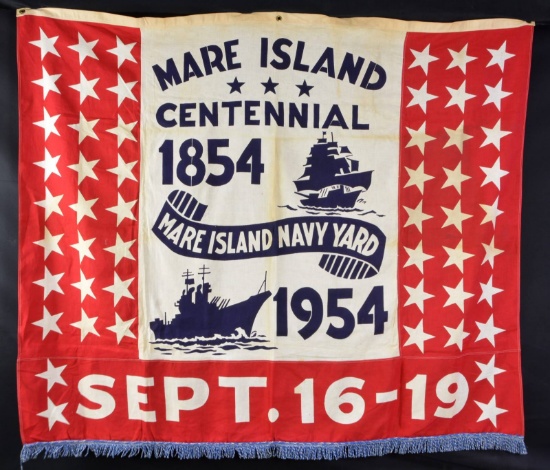 MARE ISLAND
CENTENNIAL
1854
MARE ISLAND NAVY YARD
1954
SEPT. 16-19